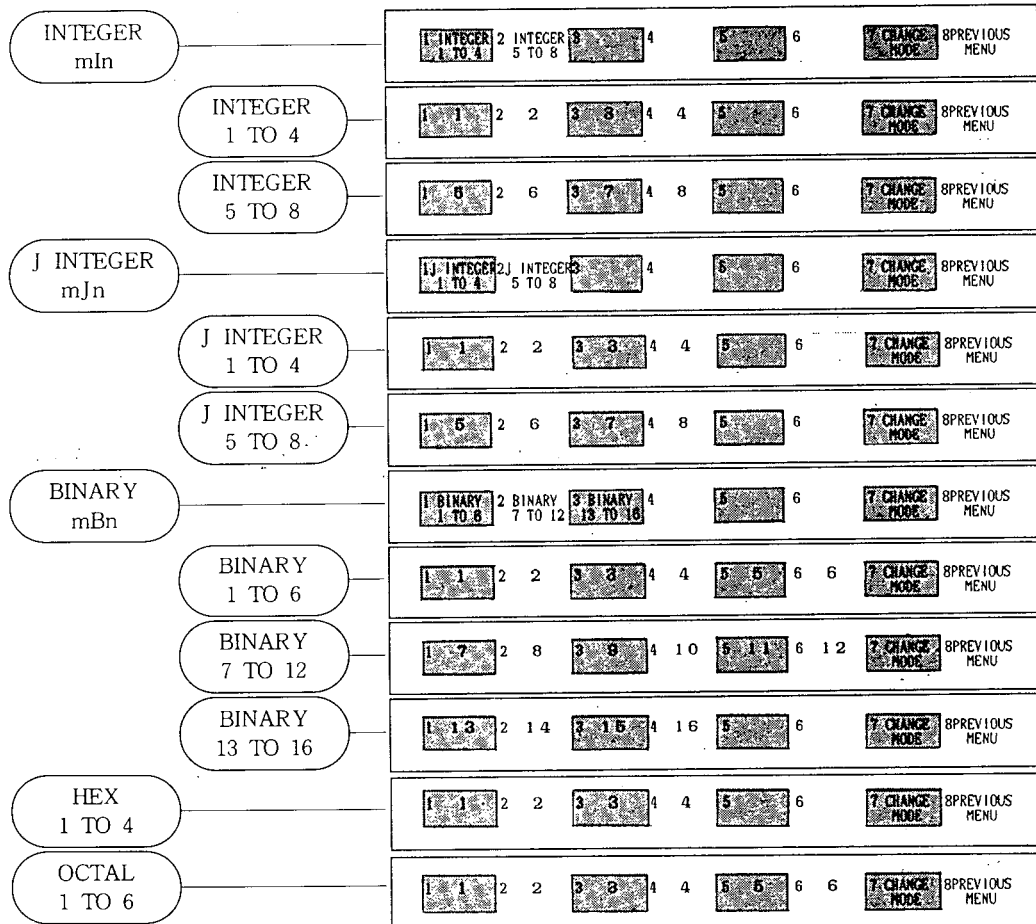 INTEGER
mIn
1 INTEGER 1 TO 4 2 INTEGER 5 TO 8 3 4 5 6 7 CHANGE MODE 8PREVIOUS MENU
INTEGER
1 TO 4
1 1 2 2 3 3 4 4 5 6 7 CHANGE MODE 8PREVIOUS MENU
INTEGER
5 TO 8
1 5 2 6 3 7 4 8 5 6 7 CHANGE MODE 8PREVIOUS MENU
J INTEGER
mJn
1J INTEGER 1 TO 4 2J INTEGER 5 TO 8 3 4 5 6 7 CHANGE MODE 8PREVIOUS MENU
J INTEGER
1 TO 4
1 1 2 2 3 3 4 4 5 6 7 CHANGE MODE 8PREVIOUS MENU
J INTEGER
5 TO 8
1 5 2 6 3 7 4 8 5 6 7 CHANGE MODE 8PREVIOUS MENU
BINARY
mBn
1 BINARY 1 TO 6 2 BINARY 7 TO 12 3 BINARY 13 TO 16 4 5 6 7 CHANGE MODE 8PREVIOUS MENU
BINARY
1 TO 6
1 1 2 2 3 3 4 4 5 5 6 6 7 CHANGE MODE 8PREVIOUS MENU
BINARY
7 TO 12
1 7 2 8 3 9 4 10 5 11 6 12 7 CHANGE MODE 8PREVIOUS MENU
BINARY
13 TO 16
1 13 2 14 3 15 4 16 5 6 7 CHANGE MODE 8PREVIOUS MENU
HEX
1 TO 4
1 1 2 2 3 3 4 4 5 6 7 CHANGE MODE 8PREVIOUS MENU
OCTAL
1 TO 6
1 1 2 2 3 3 4 4 5 5 6 6 7 CHANGE MODE 8PREVIOUS MENU